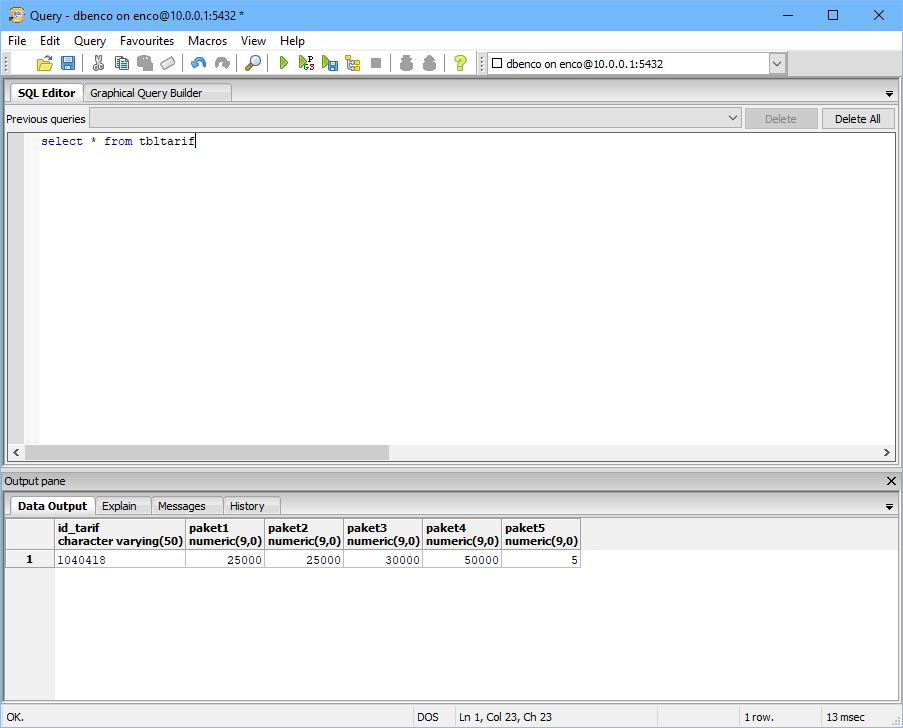 Query - dbenco on enco@10.0.0.1:5432 *
File Edit Query Favourites Macros View Help
dbenco on enco@10.0.0.1:5432
SQL Editor Graphical Query Builder
Previous queries Delete Delete All
select * from tbltarif
Output pane
Data Output Explain Messages History
id_tarif paket1 paket2 paket3 paket4 paket5
character varying(50) numeric(9,0) numeric(9,0) numeric(9,0) numeric(9,0) numeric(9,0)
1 1040418 25000 25000 30000 50000 5
OK. DOS Ln 1, Col 23, Ch 23 1 row. 13 msec